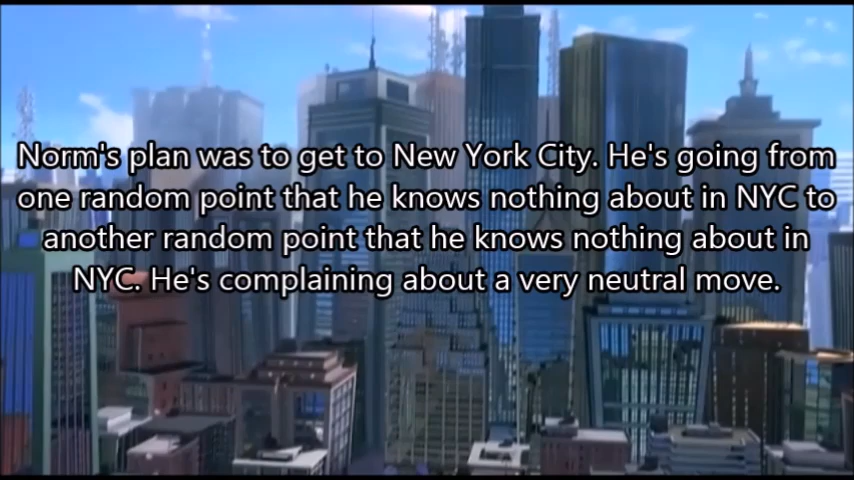 Norm's plan was to get to New York City. He's going from
one random point that he knows nothing about in NYC to
another random point that he knows nothing about in
NYC. He's complaining about a very neutral move.